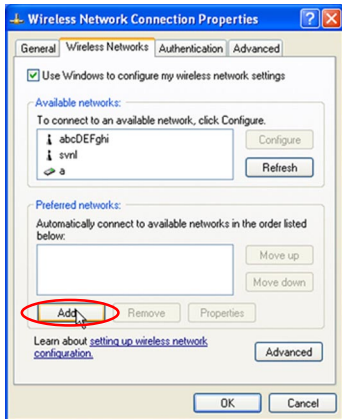 Wireless Network Connection Properties
General Wireless Networks Authentication Advanced
Use Windows to configure my wireless network settings
Available networks:
To connect to an available network, click Configure.
abcDEFghi
Configure
svnl
a
Refresh
Preferred networks:
Automatically connect to available networks in the order listed
below:
Move up
Move down
Add Remove Properties
Learn about setting up wireless network
configuration.
Advanced
OK Cancel